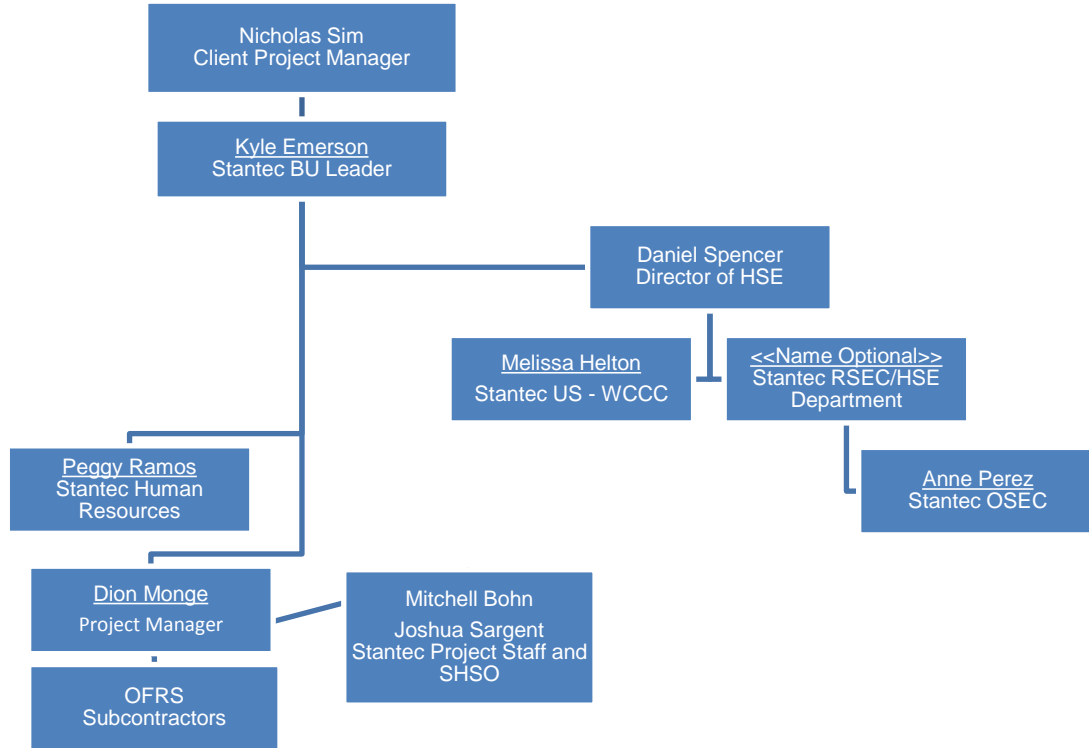 Nicholas Sim
Client Project Manager
Kyle Emerson
Stantec BU Leader
Daniel Spencer
Director of HSE
Melissa Helton
Stantec US - WCCC
<<Name Optional>>
Stantec RSEC/HSE
Department
Peggy Ramos
Stantec Human
Resources
Anne Perez
Stantec OSEC
Dion Monge
Project Manager
Mitchell Bohn
Joshua Sargent
Stantec Project Staff and
SHSO
OFRS
Subcontractors